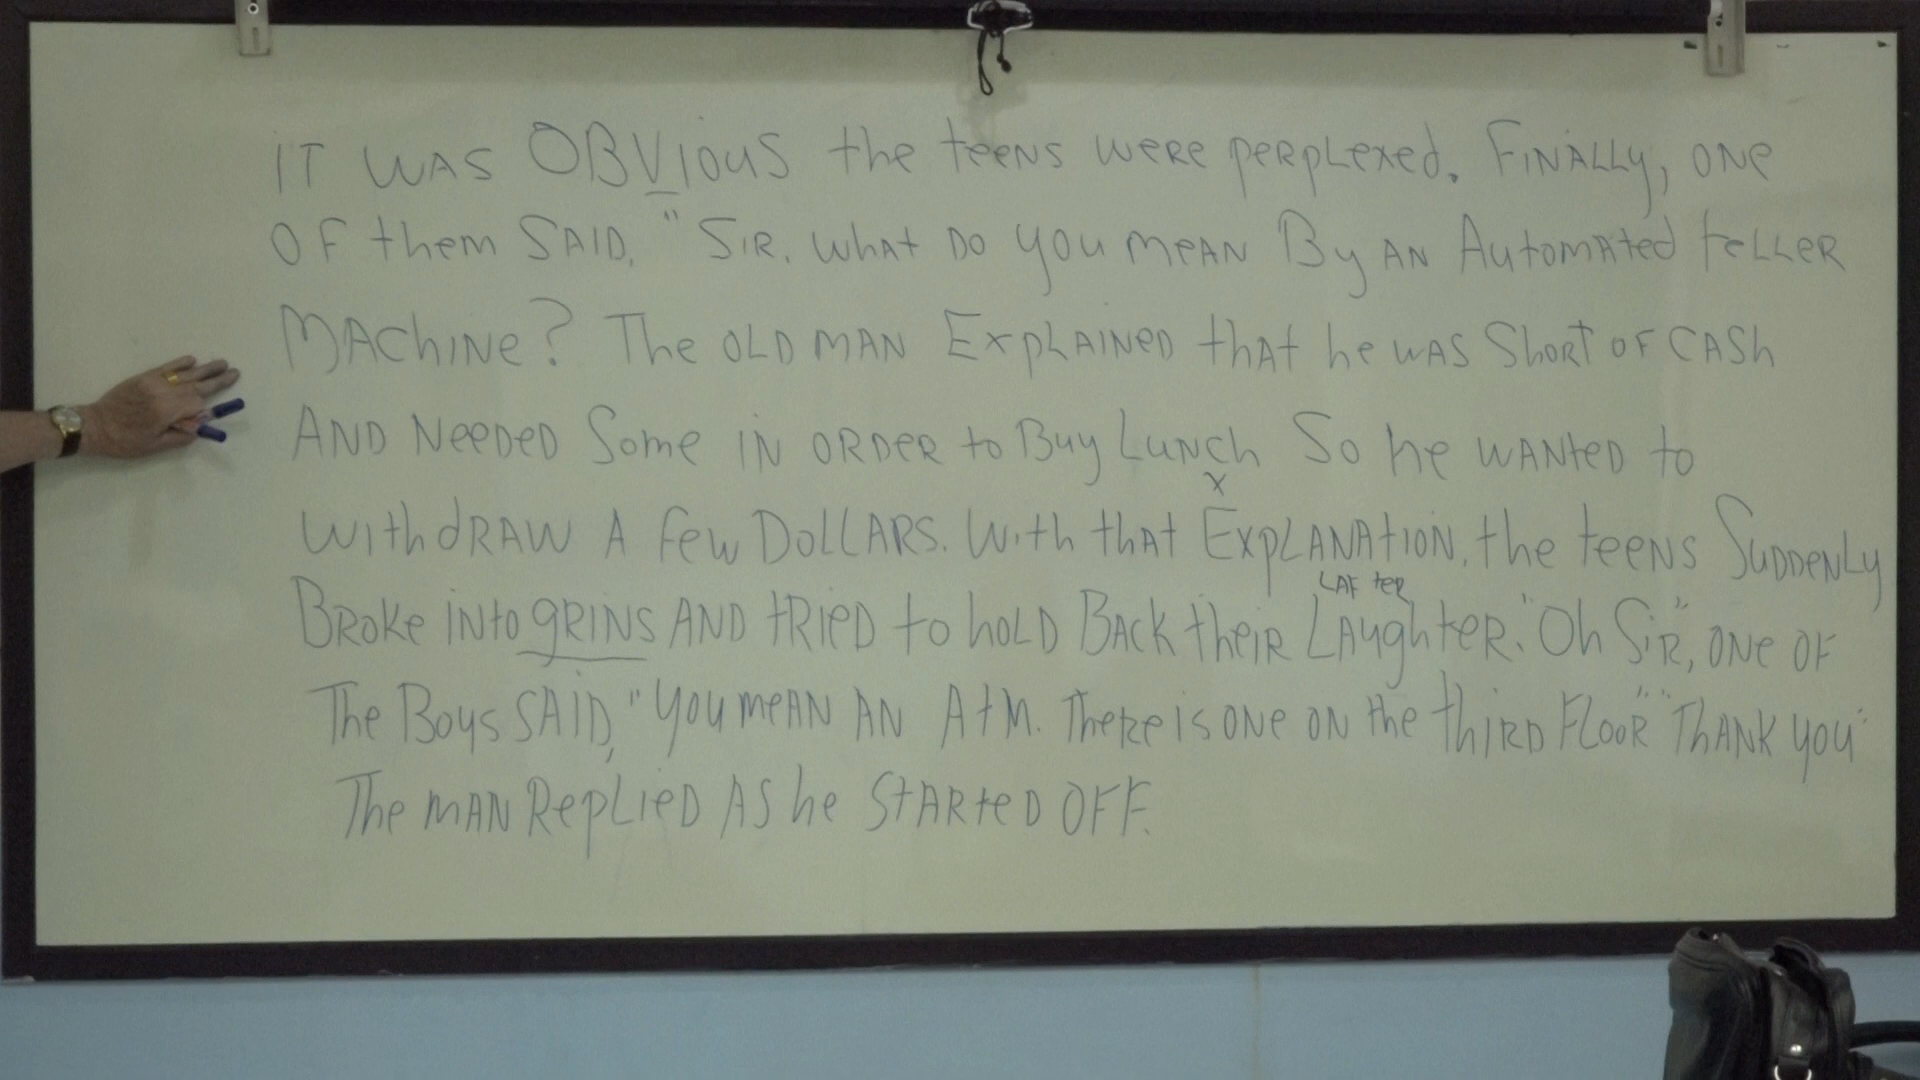 IT WAS OBVIOUS the teens were perplexed. Finally, one
of them said, "Sir. what do you mean By an Automated teller
Machine? The old man Explained that he was Short of cash
And Needed Some in order to Buy Lunch So he wanted to
x
withdraw A few Dollars. With that Explanation, the teens Suddenly
LAF ter
Broke into grins and tried to hold Back their Laughter. "Oh Sir", one of
The Boys said, "you mean an AtM. There is one on the third Floor" "Thank you"
The man Replied As he started off.